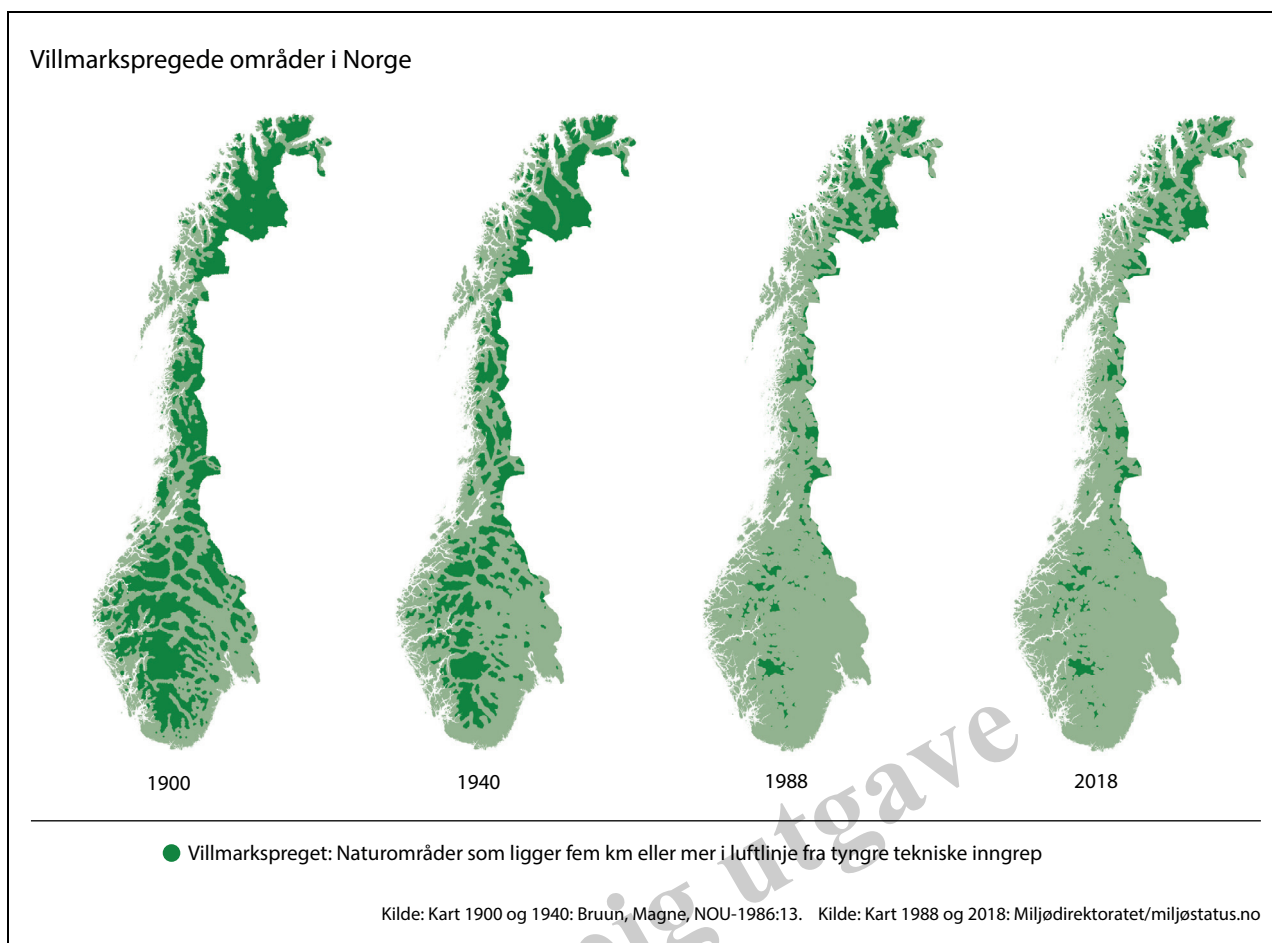 Villmarkspregede områder i Norge
1900
1940
1988
2018
Villmarkspreget: Naturområder som ligger fem km eller mer i luftlinje fra tyngre tekniske inngrep
Kilde: Kart 1900 og 1940: Bruun, Magne, NOU-1986:13. Kilde: Kart 1988 og 2018: Miljødirektoratet/miljøstatus.no
utgave